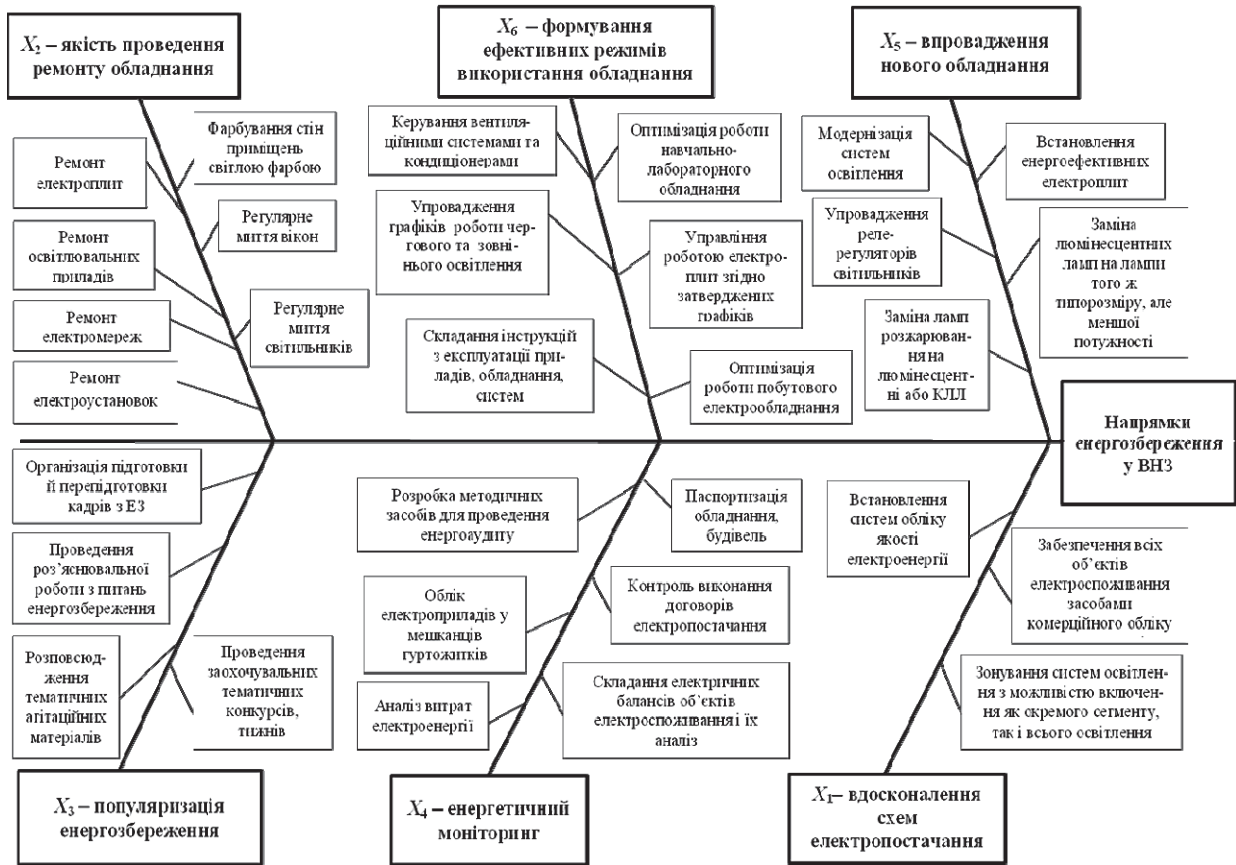 X₂ – якість проведення
ремонту обладнання
X₆ – формування
ефективних режимів
використання обладнання
X₅ – впровадження
нового обладнання
Ремонт
електроплит
Фарбування стін
приміщень
світлою фарбою
Регулярне
миття вікон
Ремонт
освітлювальних
приладів
Ремонт
електромереж
Регулярне
миття
світильників
Ремонт
електроустановок
Керування вентиля-
ційними системами та
кондиціонерами
Оптимізація роботи
навчально-
лабораторного
обладнання
Упровадження
графіків роботи чер-
гового та зовні-
нього освітлення
Управління
роботою електро-
плит згідно
затверджених
графіків
Складання інструкцій
з експлуатації при-
ладів, обладнання,
систем
Оптимізація
роботи побутового
електрообладнання
Модернізація
систем
освітлення
Встановлення
енергоефективних
електроплит
Упровадження
реле-
регуляторів
світильників
Заміна
люмінесцентних
ламп на лампи
того ж
типорозміру, але
меншої
потужності
Заміна ламп
розжарюван-
ня на
люмінесцент-
ні або КЛЛ
Напрямки
енергозбереження
у ВНЗ
Організація підготовки
й перепідготовки
кадрів з ЕЗ
Проведення
роз’яснювальної
роботи з питань
енергозбереження
Розповсюд-
ження
тематичних
агітаційних
матеріалів
Проведення
заохочувальних
тематичних
конкурсів,
тижнів
Розробка методичних
засобів для проведення
енергоаудиту
Паспортизація
обладнання,
будівель
Облік
електроприладів у
мешканців
гуртожитків
Контроль виконання
договорів
електропостачання
Аналіз витрат
електроенергії
Складання електричних
балансів об’єктів
електроспоживання і їх
аналіз
Встановлення
систем обліку
якості
електроенергії
Забезпечення всіх
об’єктів
електроспоживання
засобами
комерційного обліку
Зонування систем освітлен-
ня з можливістю включен-
ня як окремого сегменту,
так і всього освітлення
X₃ – популяризація
енергозбереження
X₄ – енергетичний
моніторинг
X₁– вдосконалення
схем
електропостачання